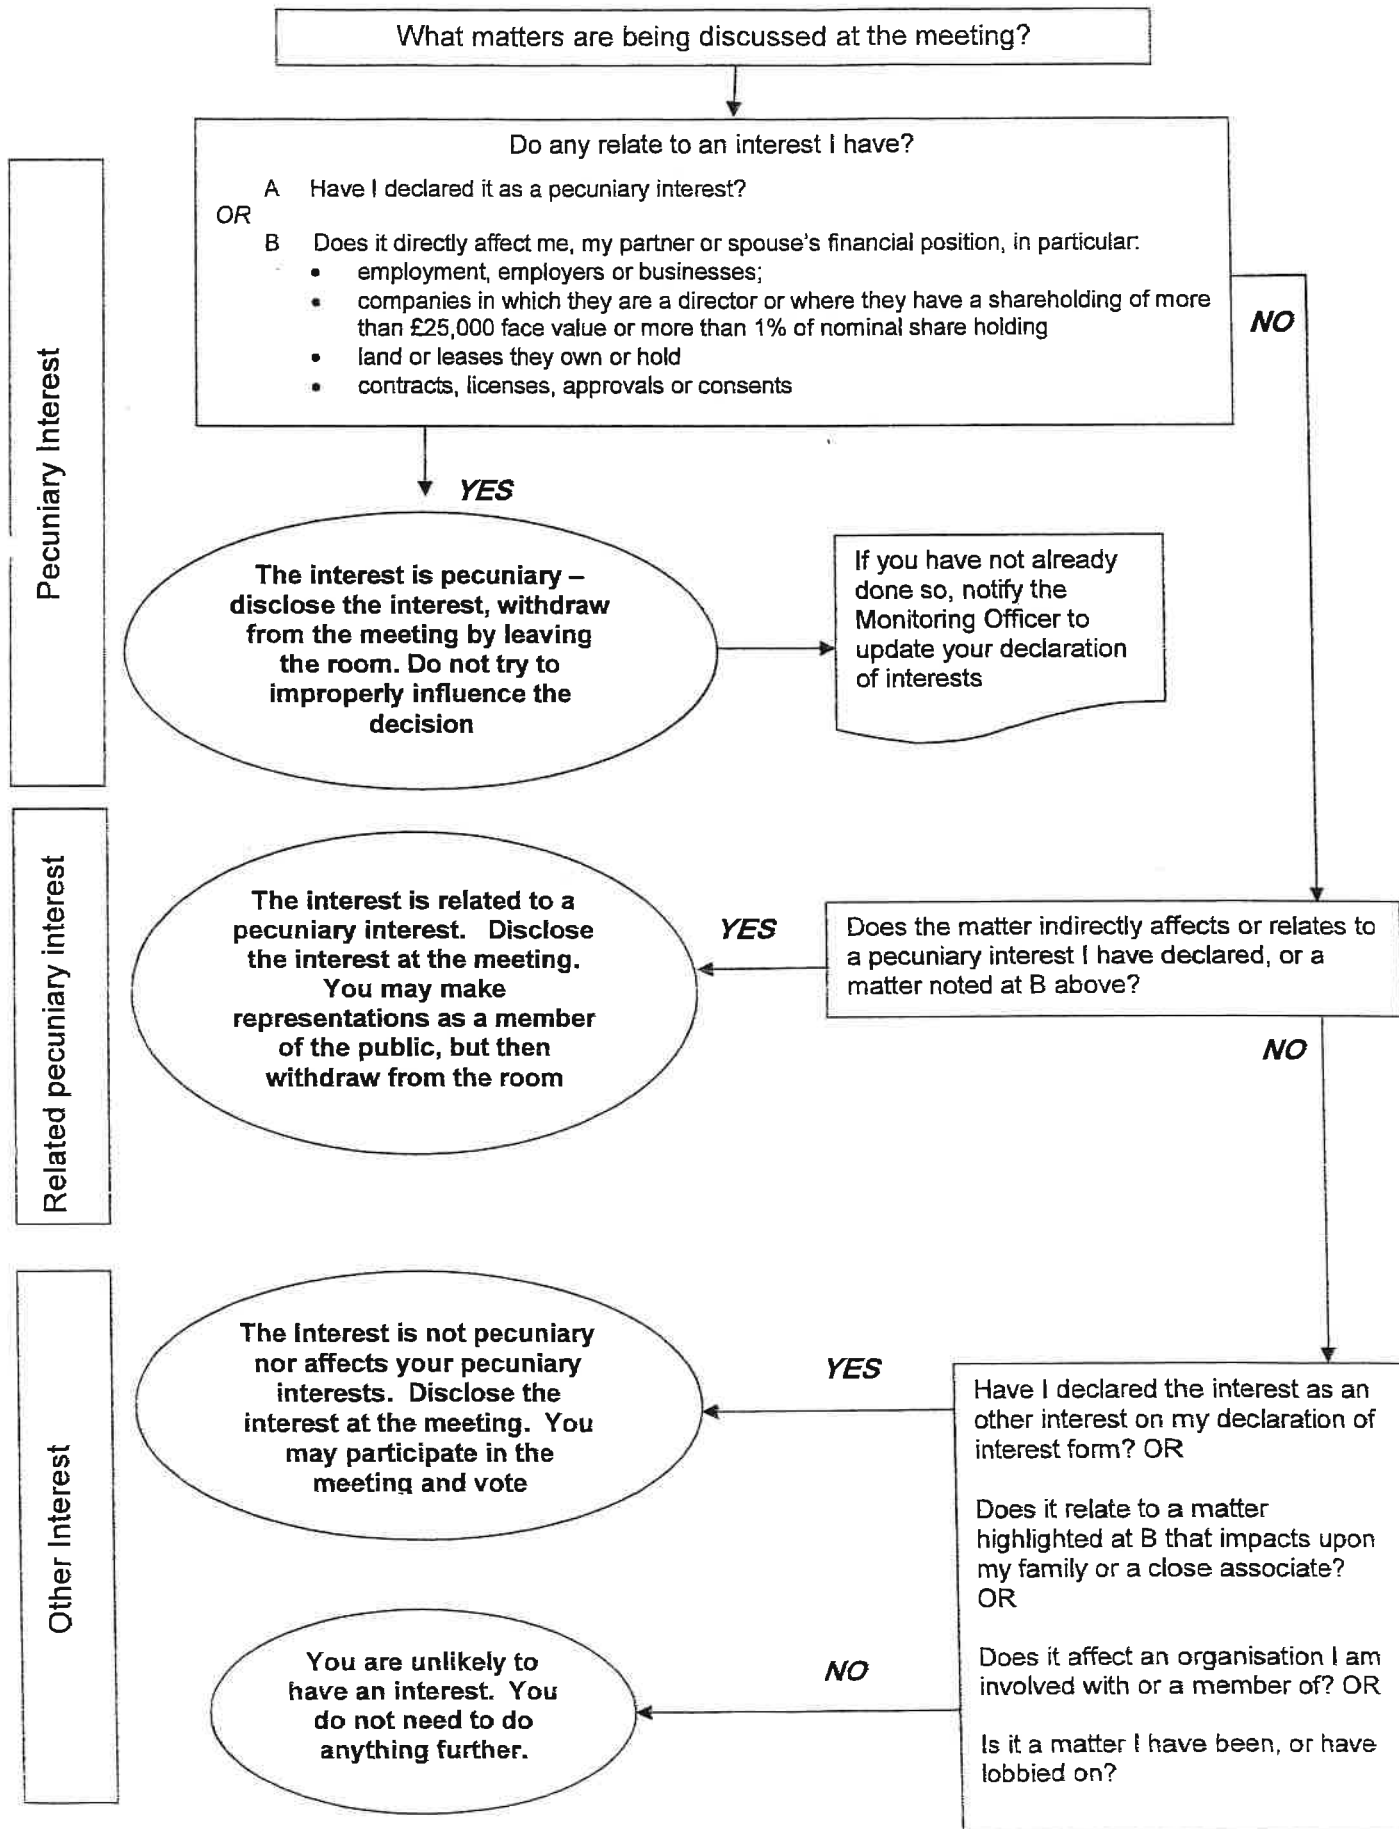 What matters are being discussed at the meeting?
Do any relate to an interest I have?
A Have I declared it as a pecuniary interest?
OR
B Does it directly affect me, my partner or spouse's financial position, in particular:
• employment, employers or businesses;
• companies in which they are a director or where they have a shareholding of more
than £25,000 face value or more than 1% of nominal share holding
• land or leases they own or hold
• contracts, licenses, approvals or consents
NO
Pecuniary Interest
YES
The interest is pecuniary –
disclose the interest, withdraw
from the meeting by leaving
the room. Do not try to
improperly influence the
decision
If you have not already
done so, notify the
Monitoring Officer to
update your declaration
of interests
Related pecuniary interest
The interest is related to a
pecuniary interest. Disclose
the interest at the meeting.
You may make
representations as a member
of the public, but then
withdraw from the room
YES
Does the matter indirectly affects or relates to
a pecuniary interest I have declared, or a
matter noted at B above?
NO
Other Interest
The Interest is not pecuniary
nor affects your pecuniary
interests. Disclose the
interest at the meeting. You
may participate in the
meeting and vote
YES
Have I declared the interest as an
other interest on my declaration of
interest form? OR
Does it relate to a matter
highlighted at B that impacts upon
my family or a close associate?
OR
Does it affect an organisation I am
involved with or a member of? OR
Is it a matter I have been, or have
lobbied on?
NO
You are unlikely to
have an interest. You
do not need to do
anything further.